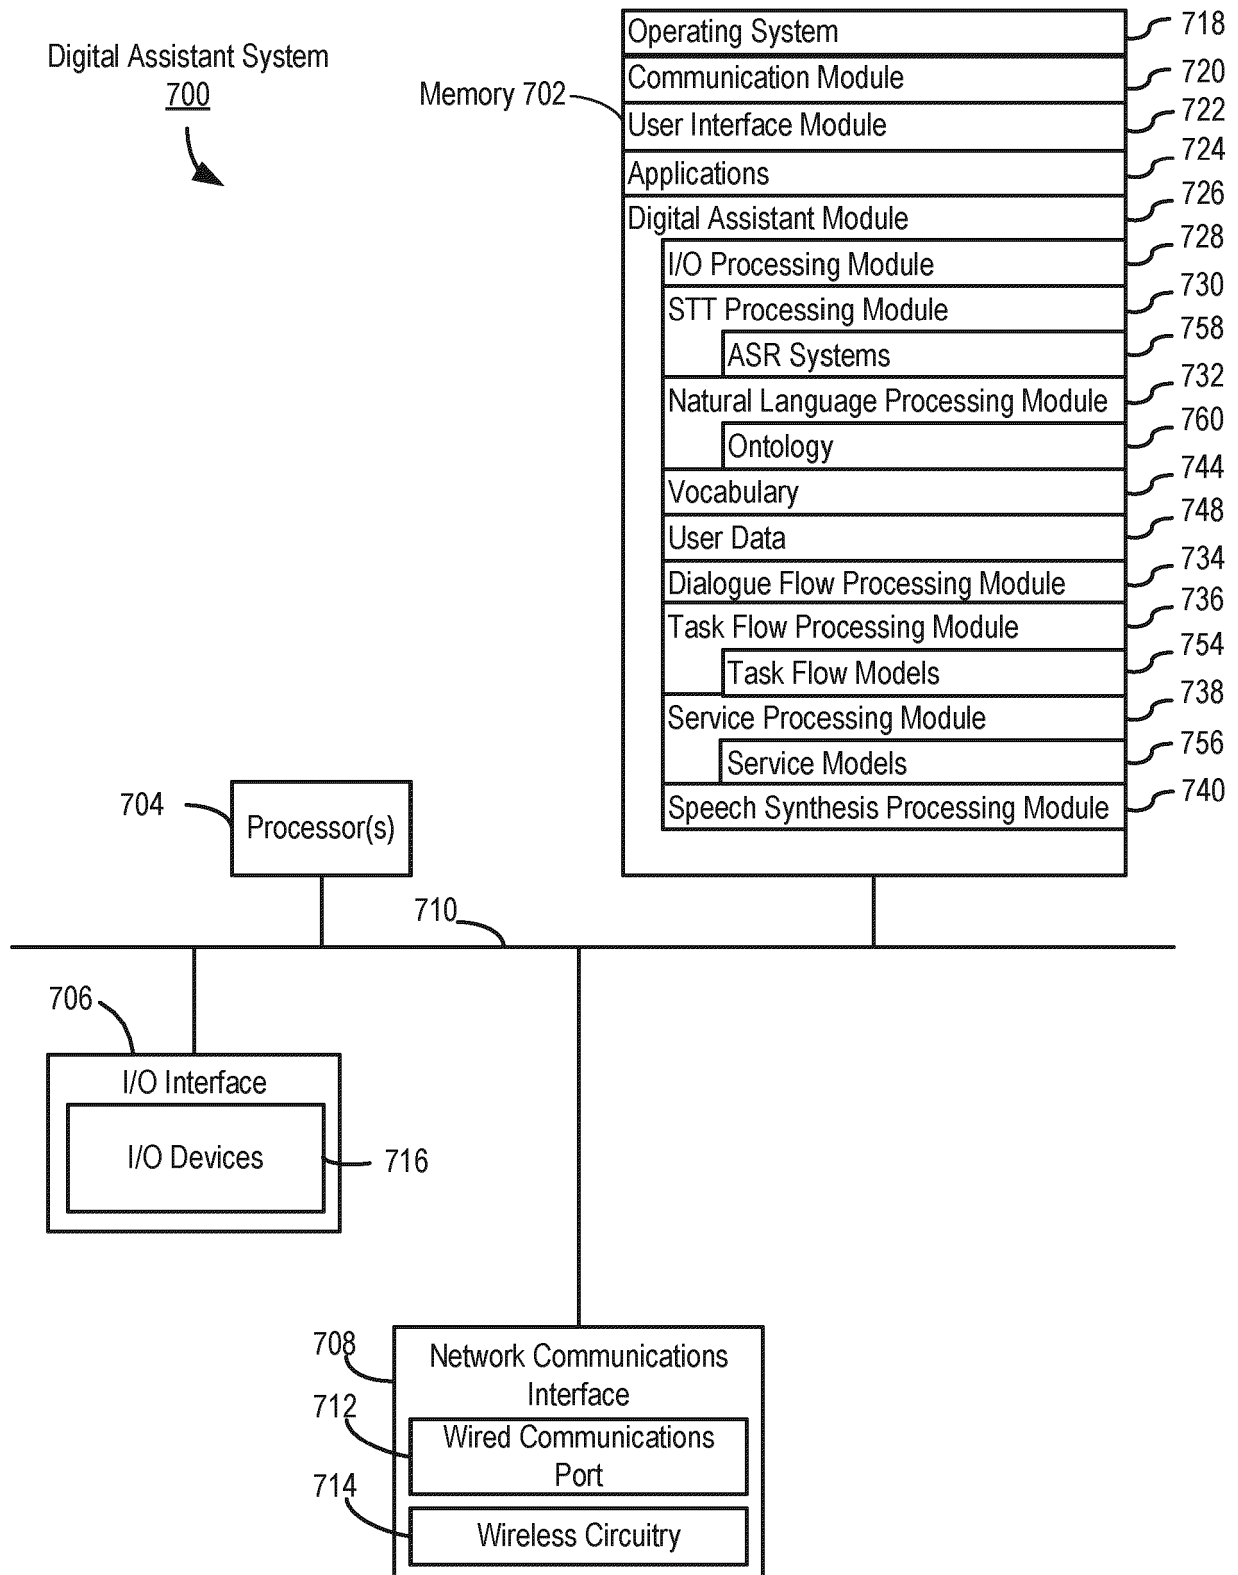 Digital Assistant System
700
Memory 702
Operating System 718
Communication Module 720
User Interface Module 722
Applications 724
Digital Assistant Module 726
I/O Processing Module 728
STT Processing Module 730
ASR Systems 758
Natural Language Processing Module 732
Ontology 760
Vocabulary 744
User Data 748
Dialogue Flow Processing Module 734
Task Flow Processing Module 736
Task Flow Models 754
Service Processing Module 738
Service Models 756
Speech Synthesis Processing Module 740
704
Processor(s)
710
706
I/O Interface
I/O Devices
716
708
Network Communications
Interface
712
Wired Communications
Port
714
Wireless Circuitry